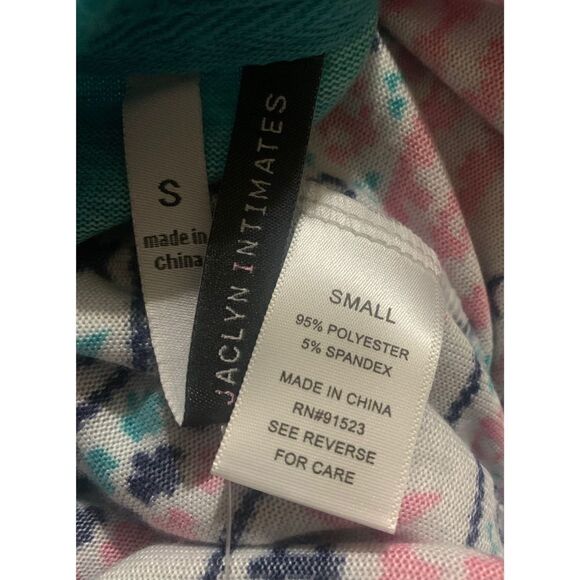 S
made in
china
JACLYN INTIMATES
SMALL
95% POLYESTER
5% SPANDEX
MADE IN CHINA
RN#91523
SEE REVERSE
FOR CARE